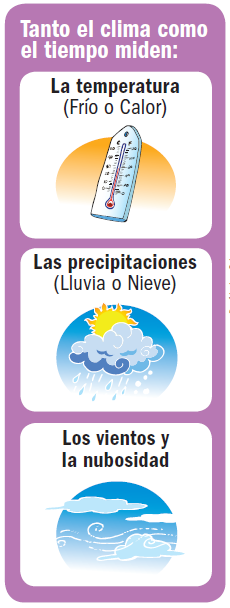 Tanto el clima como
el tiempo miden:
La temperatura
(Frío o Calor)
Las precipitaciones
(Lluvia o Nieve)
Los vientos y
la nubosidad